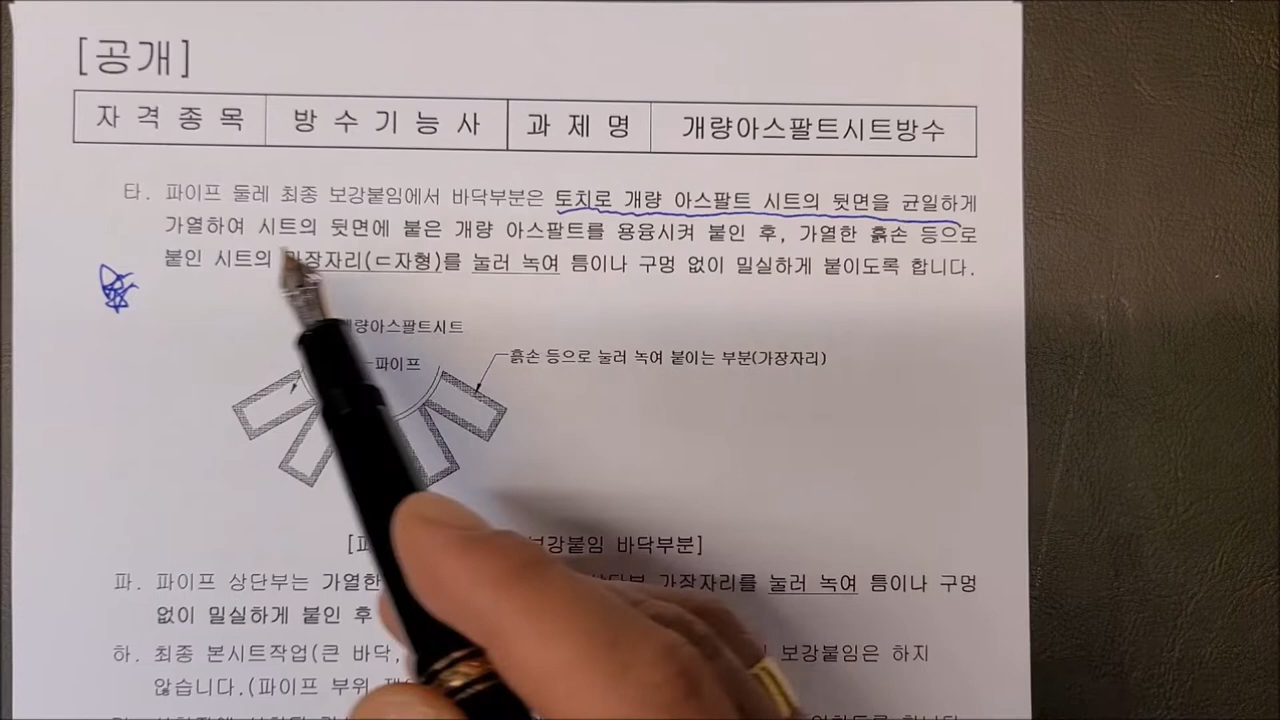 [공개]
자 격 종 목 방 수 기 능 사 과 제 명 개량아스팔트시트방수
타. 파이프 둘레 최종 보강붙임에서 바닥부분은 토치로 개량 아스팔트 시트의 뒷면을 균일하게
가열하여 시트의 뒷면에 붙은 개량 아스팔트를 용융시켜 붙인 후, 가열한 흙손 등으로
붙인 시트의 가장자리(ㄷ자형)를 눌러 녹여 틈이나 구멍 없이 밀실하게 붙이도록 합니다.
개량아스팔트시트
파이프
흙손 등으로 눌러 녹여 붙이는 부분(가장자리)
보강붙임 바닥부분]
파. 파이프 상단부는 가열한 상단부 가장자리를 눌러 녹여 틈이나 구멍
없이 밀실하게 붙인 후
하. 최종 본시트작업(큰 바닥, 보강붙임은 하지
않습니다.(파이프 부위